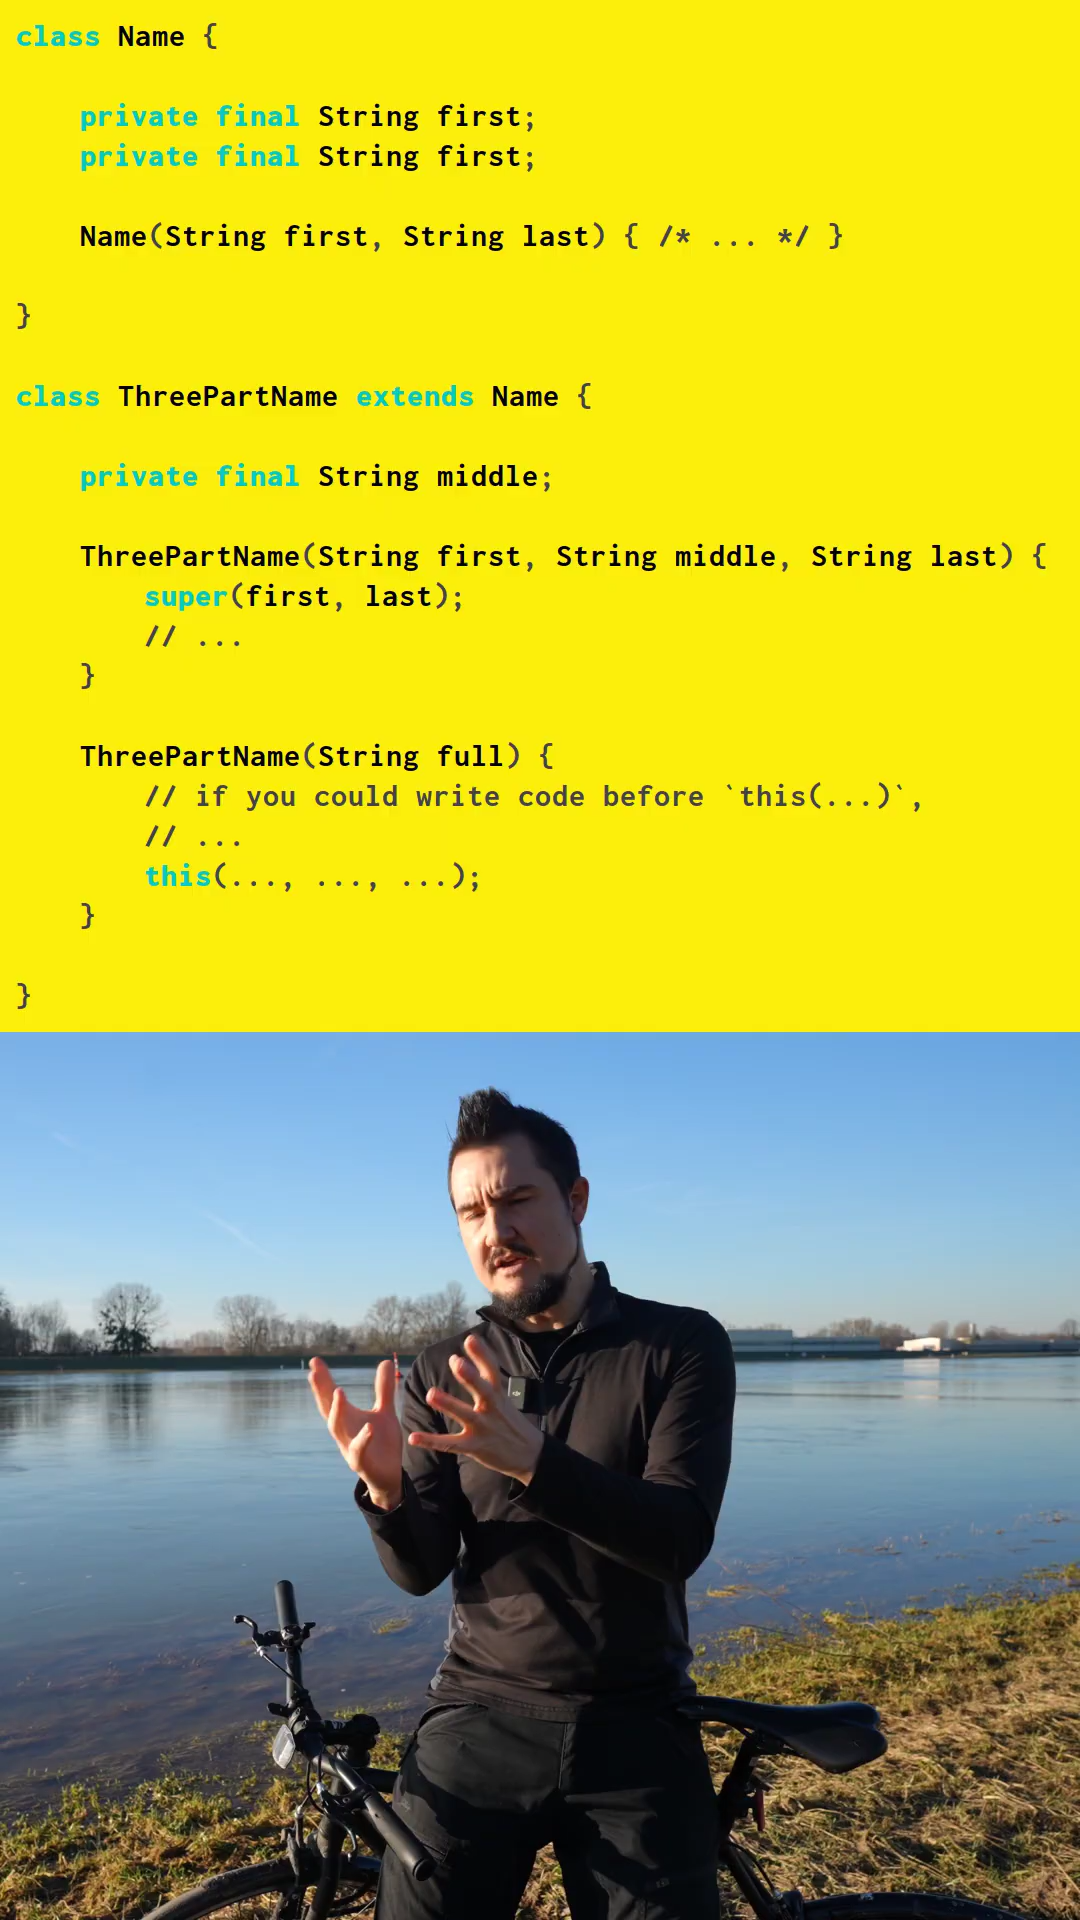 class Name {
private final String first;
private final String first;
Name(String first, String last) { /* ... */ }
}
class ThreePartName extends Name {
private final String middle;
ThreePartName(String first, String middle, String last) {
super(first, last);
// ...
}
ThreePartName(String full) {
// if you could write code before `this(...)`,
// ...
this(..., ..., ...);
}
}